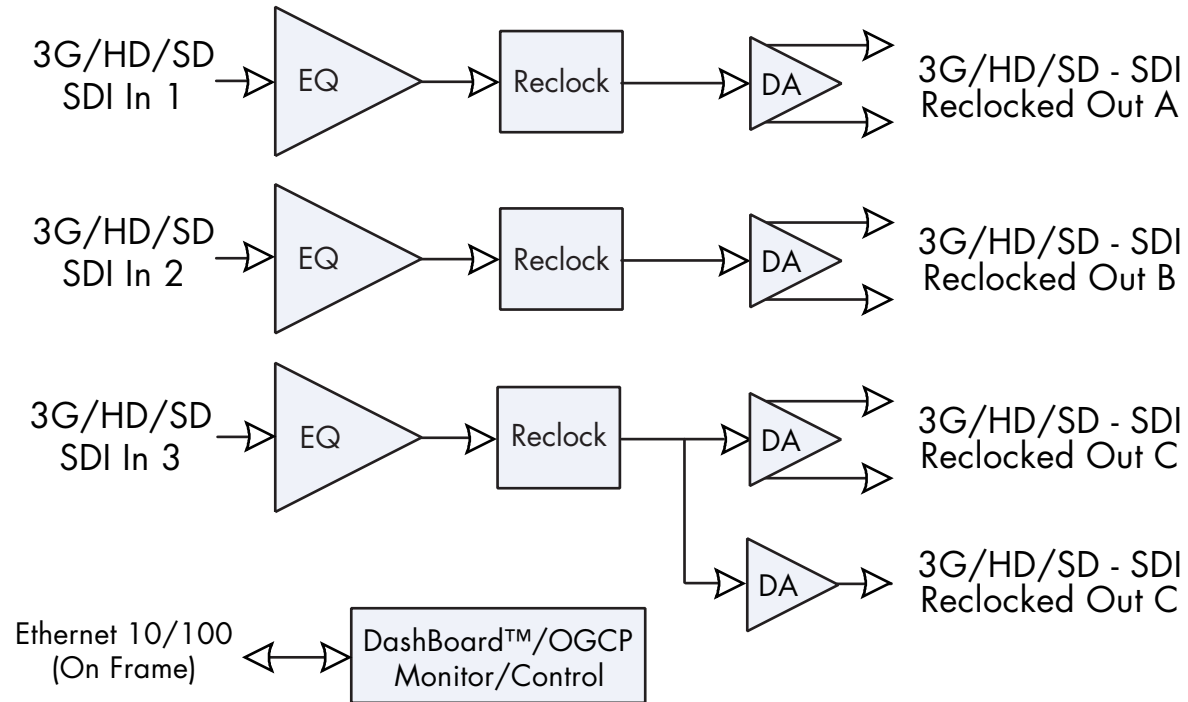 3G/HD/SD
SDI In 1
EQ
Reclock
DA
3G/HD/SD - SDI
Reclocked Out A
3G/HD/SD
SDI In 2
EQ
Reclock
DA
3G/HD/SD - SDI
Reclocked Out B
3G/HD/SD
SDI In 3
EQ
Reclock
DA
3G/HD/SD - SDI
Reclocked Out C
DA
3G/HD/SD - SDI
Reclocked Out C
Ethernet 10/100
(On Frame)
DashBoard™/OGCP
Monitor/Control